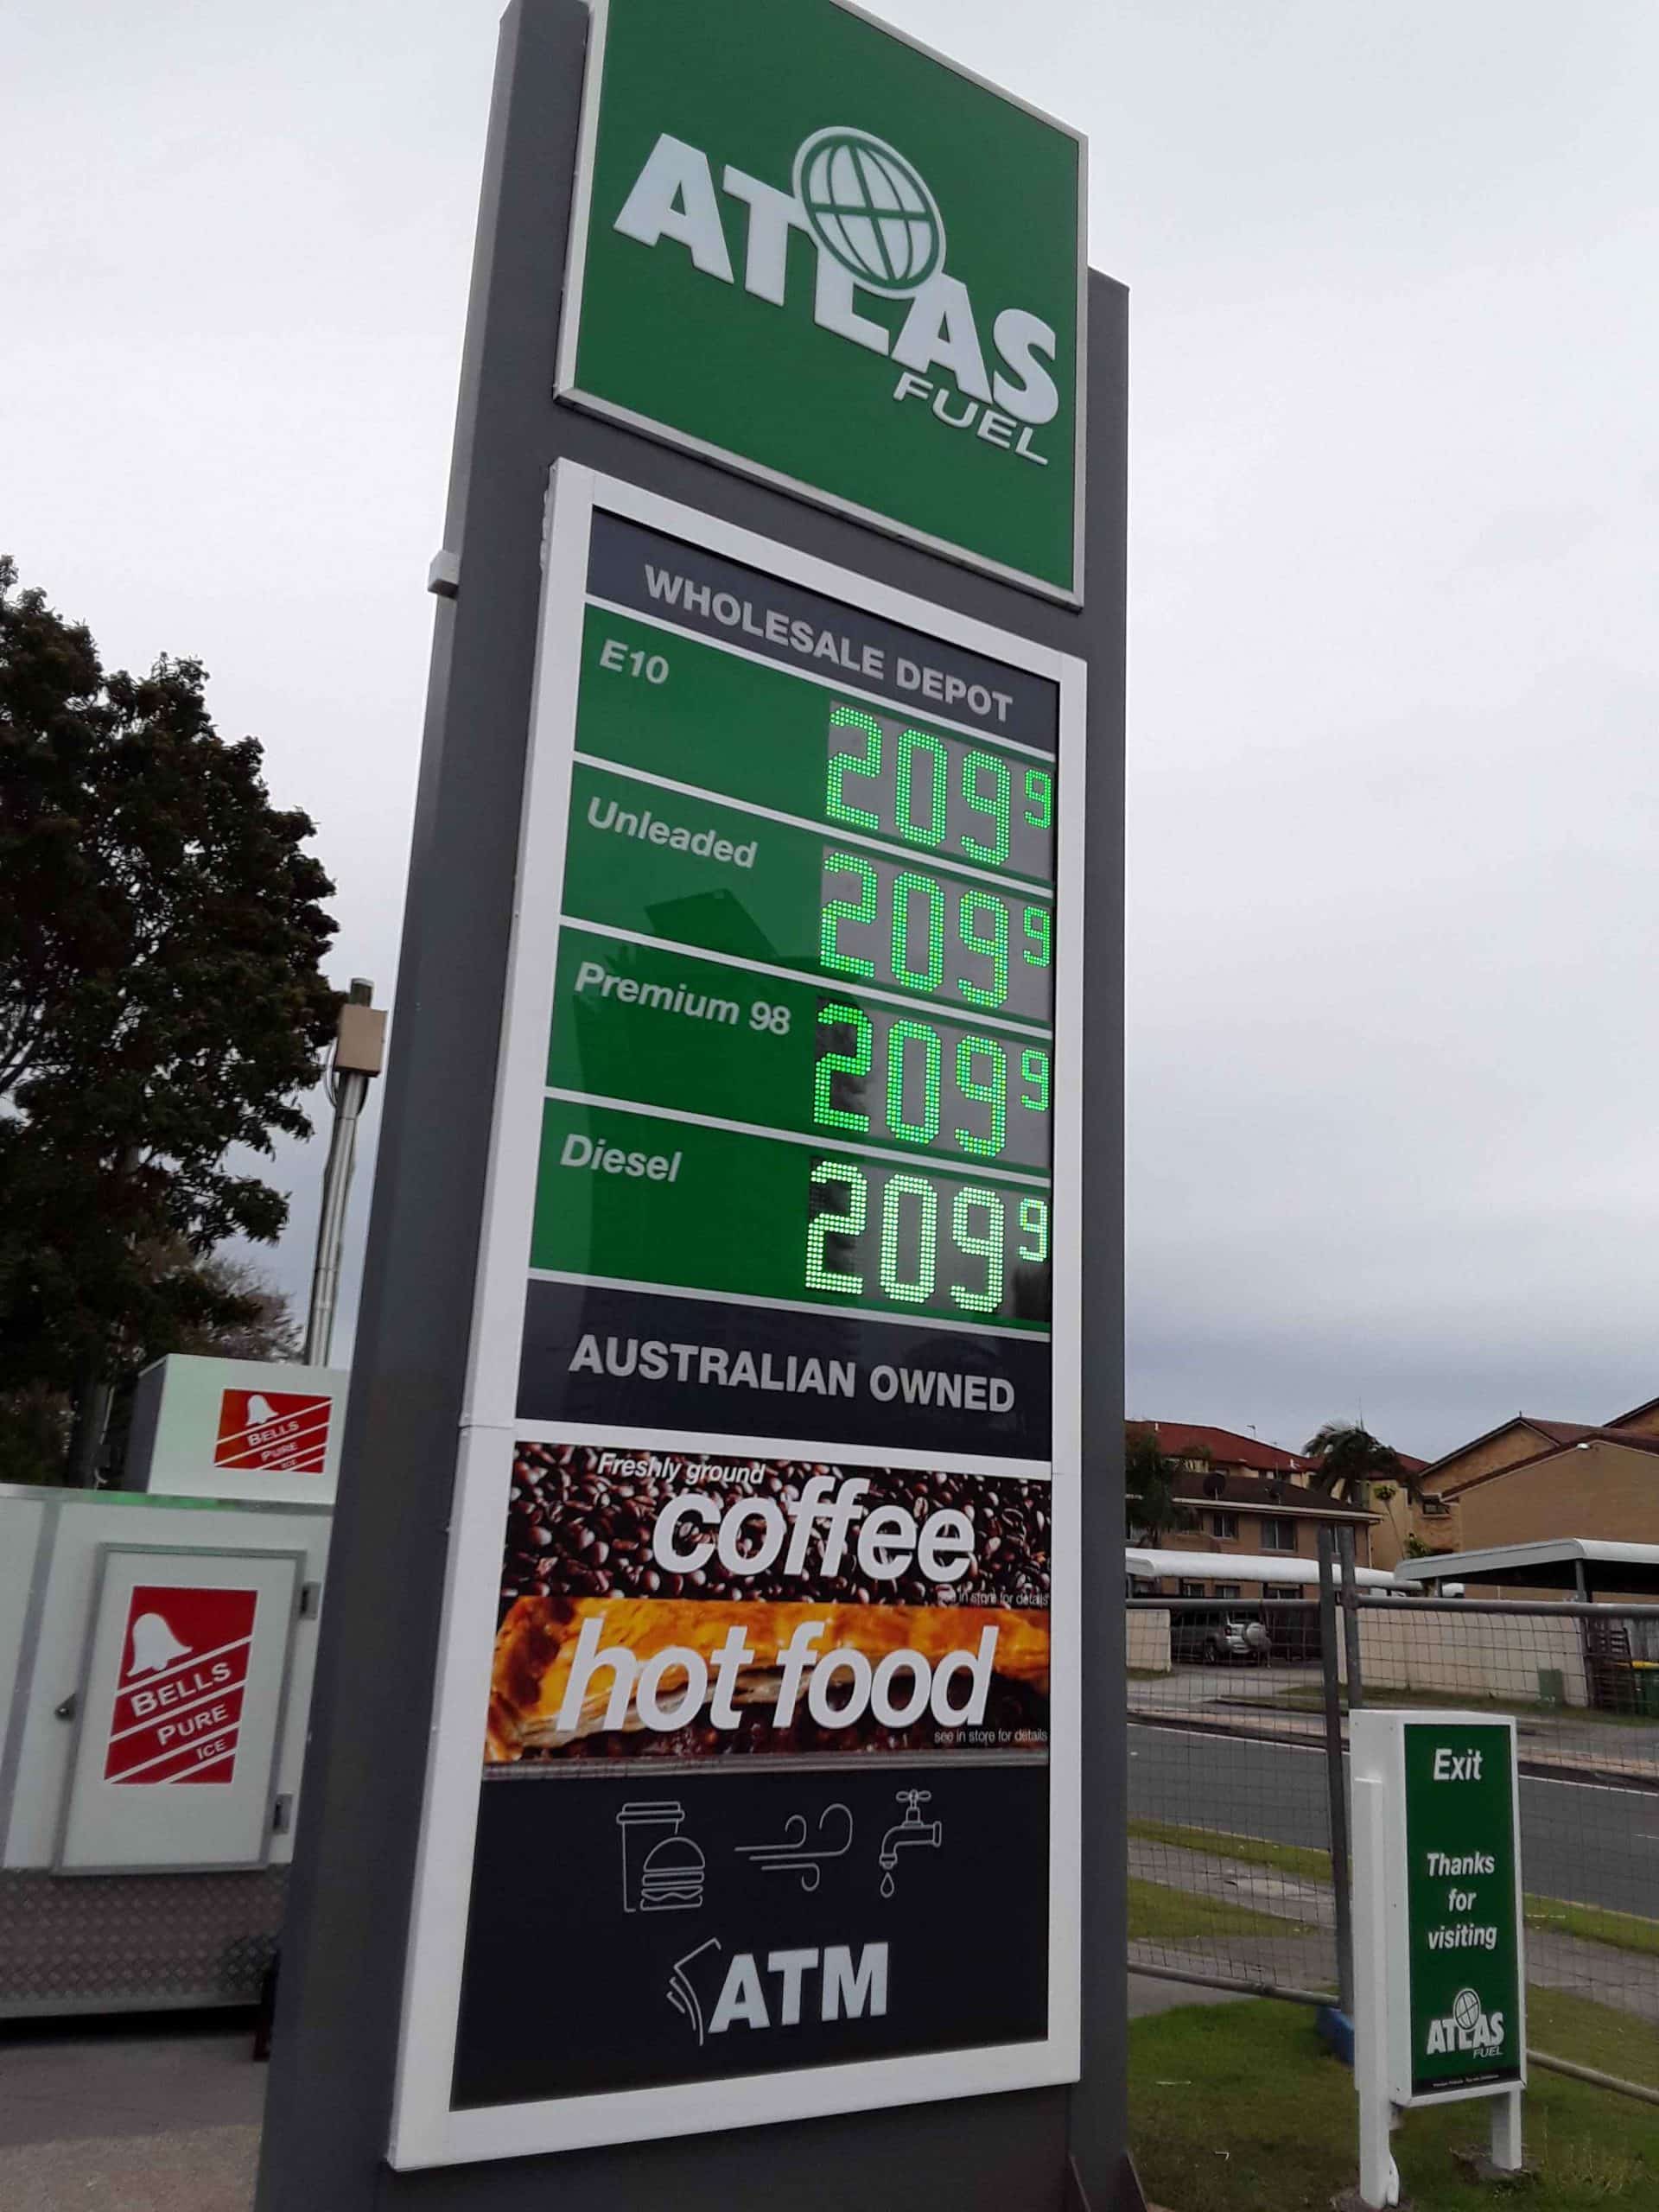 ATLAS
FUEL
WHOLESALE DEPOT
E10
2099
Unleaded
2099
Premium 98
2099
Diesel
2099
AUSTRALIAN OWNED
Freshly ground
coffee
see in store for details
hot food
see in store for details
ATM
BELLS
PURE
ICE
BELLS
PURE
ICE
Exit
Thanks
for
visiting
ATLAS
FUEL